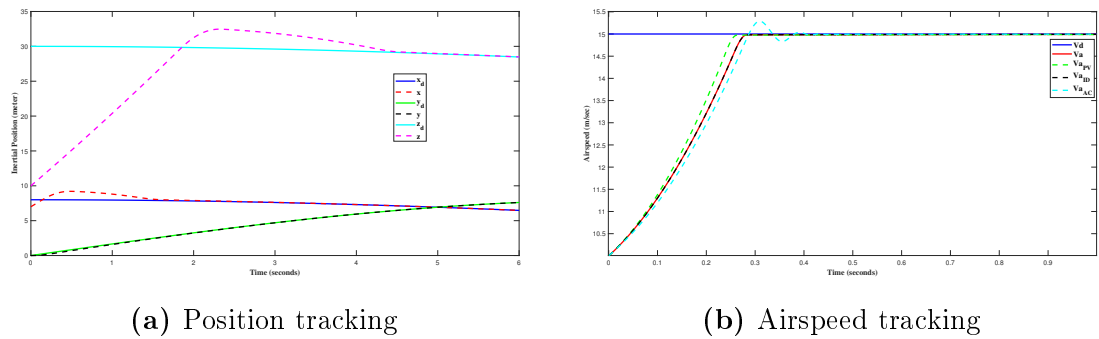 35
30
25
20
15
10
5
0
Inertial Position (meter)
0 1 2 3 4 5 6
Time (seconds)
x_d
x
y_d
y
z_d
z
(a) Position tracking
15.5
15
14.5
14
13.5
13
12.5
12
11.5
11
10.5
Airspeed (m/sec)
0 0.1 0.2 0.3 0.4 0.5 0.6 0.7 0.8 0.9
Time (seconds)
Vd
Va
Va_PV
Va_ID
Va_AC
(b) Airspeed tracking